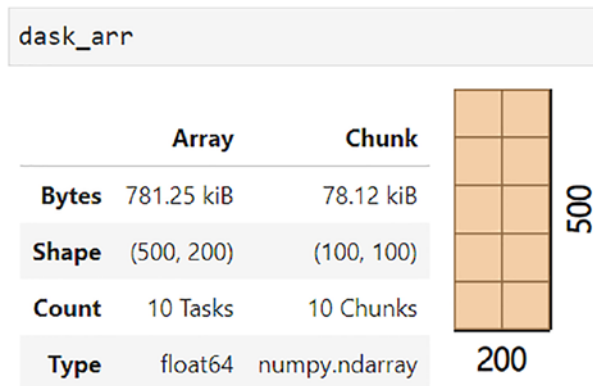 dask_arr
Array Chunk
Bytes 781.25 kiB 78.12 kiB
Shape (500, 200) (100, 100)
Count 10 Tasks 10 Chunks
Type float64 numpy.ndarray
500
200